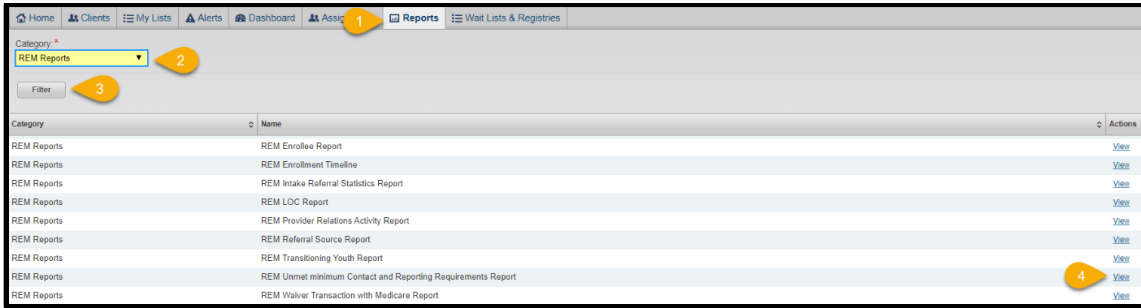 Home Clients My Lists Alerts Dashboard 1 Reports Wait Lists & Registries
Category:*
REM Reports 2
Filter 3
Category Name Actions
REM Reports REM Enrollee Report View
REM Reports REM Enrollment Timeline View
REM Reports REM Intake Referral Statistics Report View
REM Reports REM LOC Report View
REM Reports REM Provider Relations Activity Report View
REM Reports REM Referral Source Report View
REM Reports REM Transitioning Youth Report View
REM Reports REM Unmet minimum Contact and Reporting Requirements Report 4 View
REM Reports REM Waiver Transaction with Medicare Report View